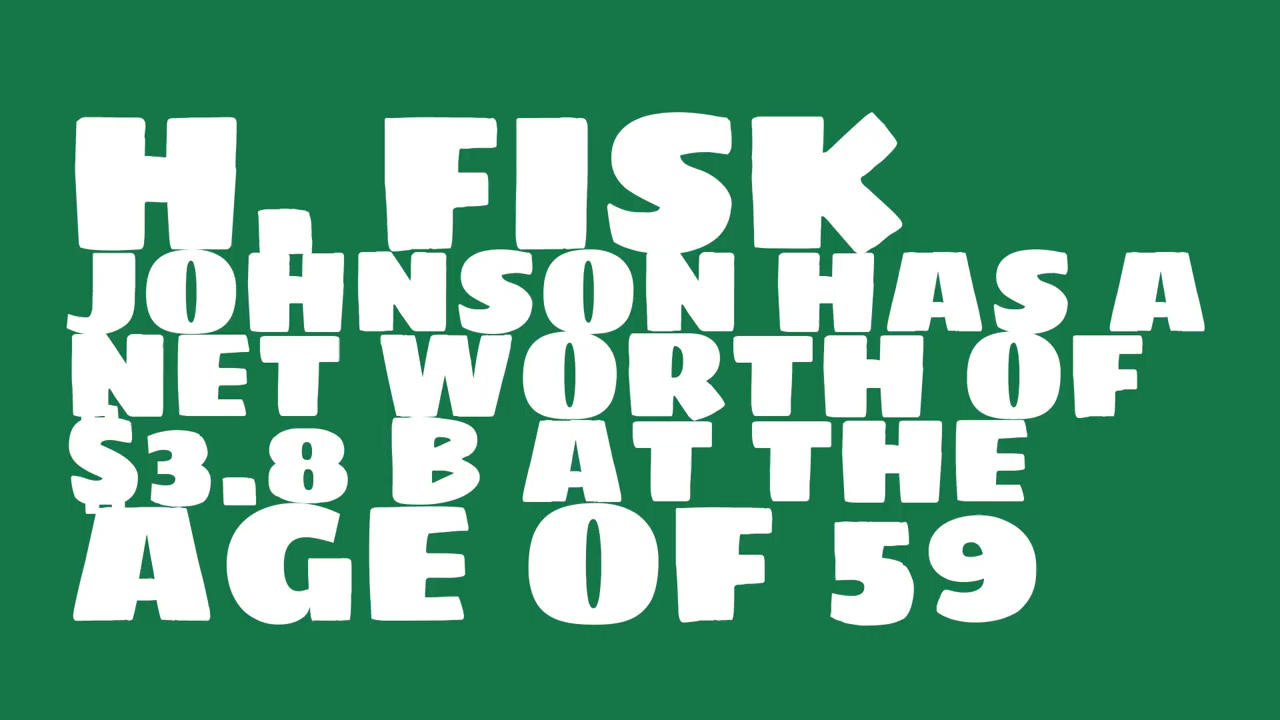 H. FISK
JOHNSON HAS A
NET WORTH OF
$3.8 B AT THE
AGE OF 59